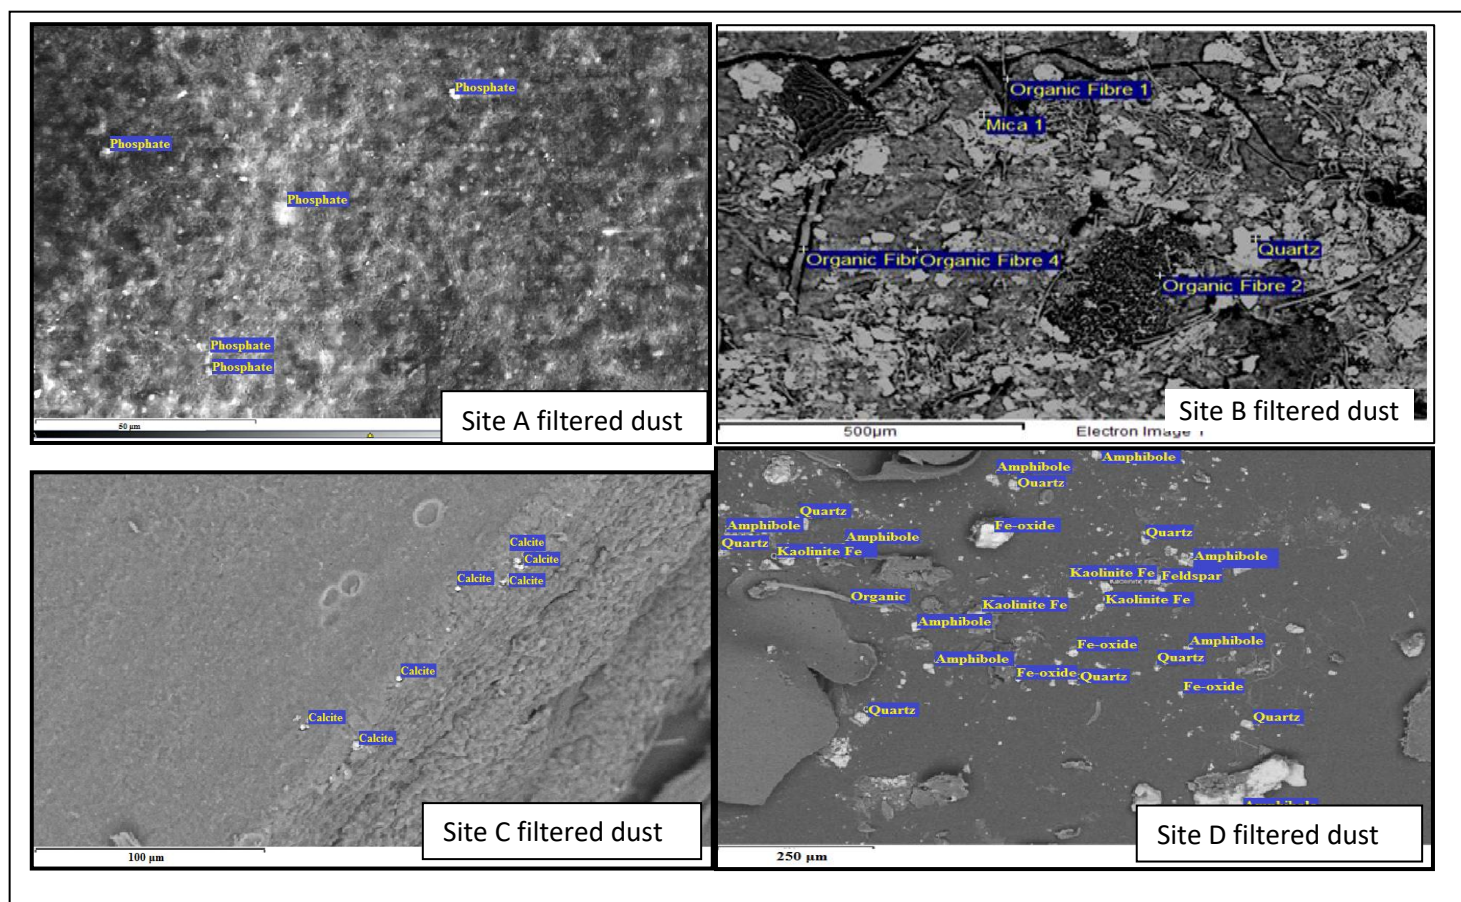 Phosphate
Phosphate
Phosphate
Phosphate
Phosphate
50 µm
Site A filtered dust
Organic Fibre 1
Mica 1
Quartz
Organic Fibr
Organic Fibre 4
Organic Fibre 2
Site B filtered dust
500µm
Electron Image 1
Calcite
Calcite
Calcite
Calcite
Calcite
Calcite
Calcite
100 µm
Site C filtered dust
Amphibole
Amphibole
Quartz
Quartz
Amphibole
Fe-oxide
Quartz
Amphibole
Quartz
Kaolinite Fe
Amphibole
Kaolinite Fe
Feldspar
Organic
Kaolinite Fe
Kaolinite Fe
Amphibole
Amphibole
Fe-oxide
Amphibole
Quartz
Fe-oxide
Quartz
Fe-oxide
Quartz
Quartz
Site D filtered dust
250 µm